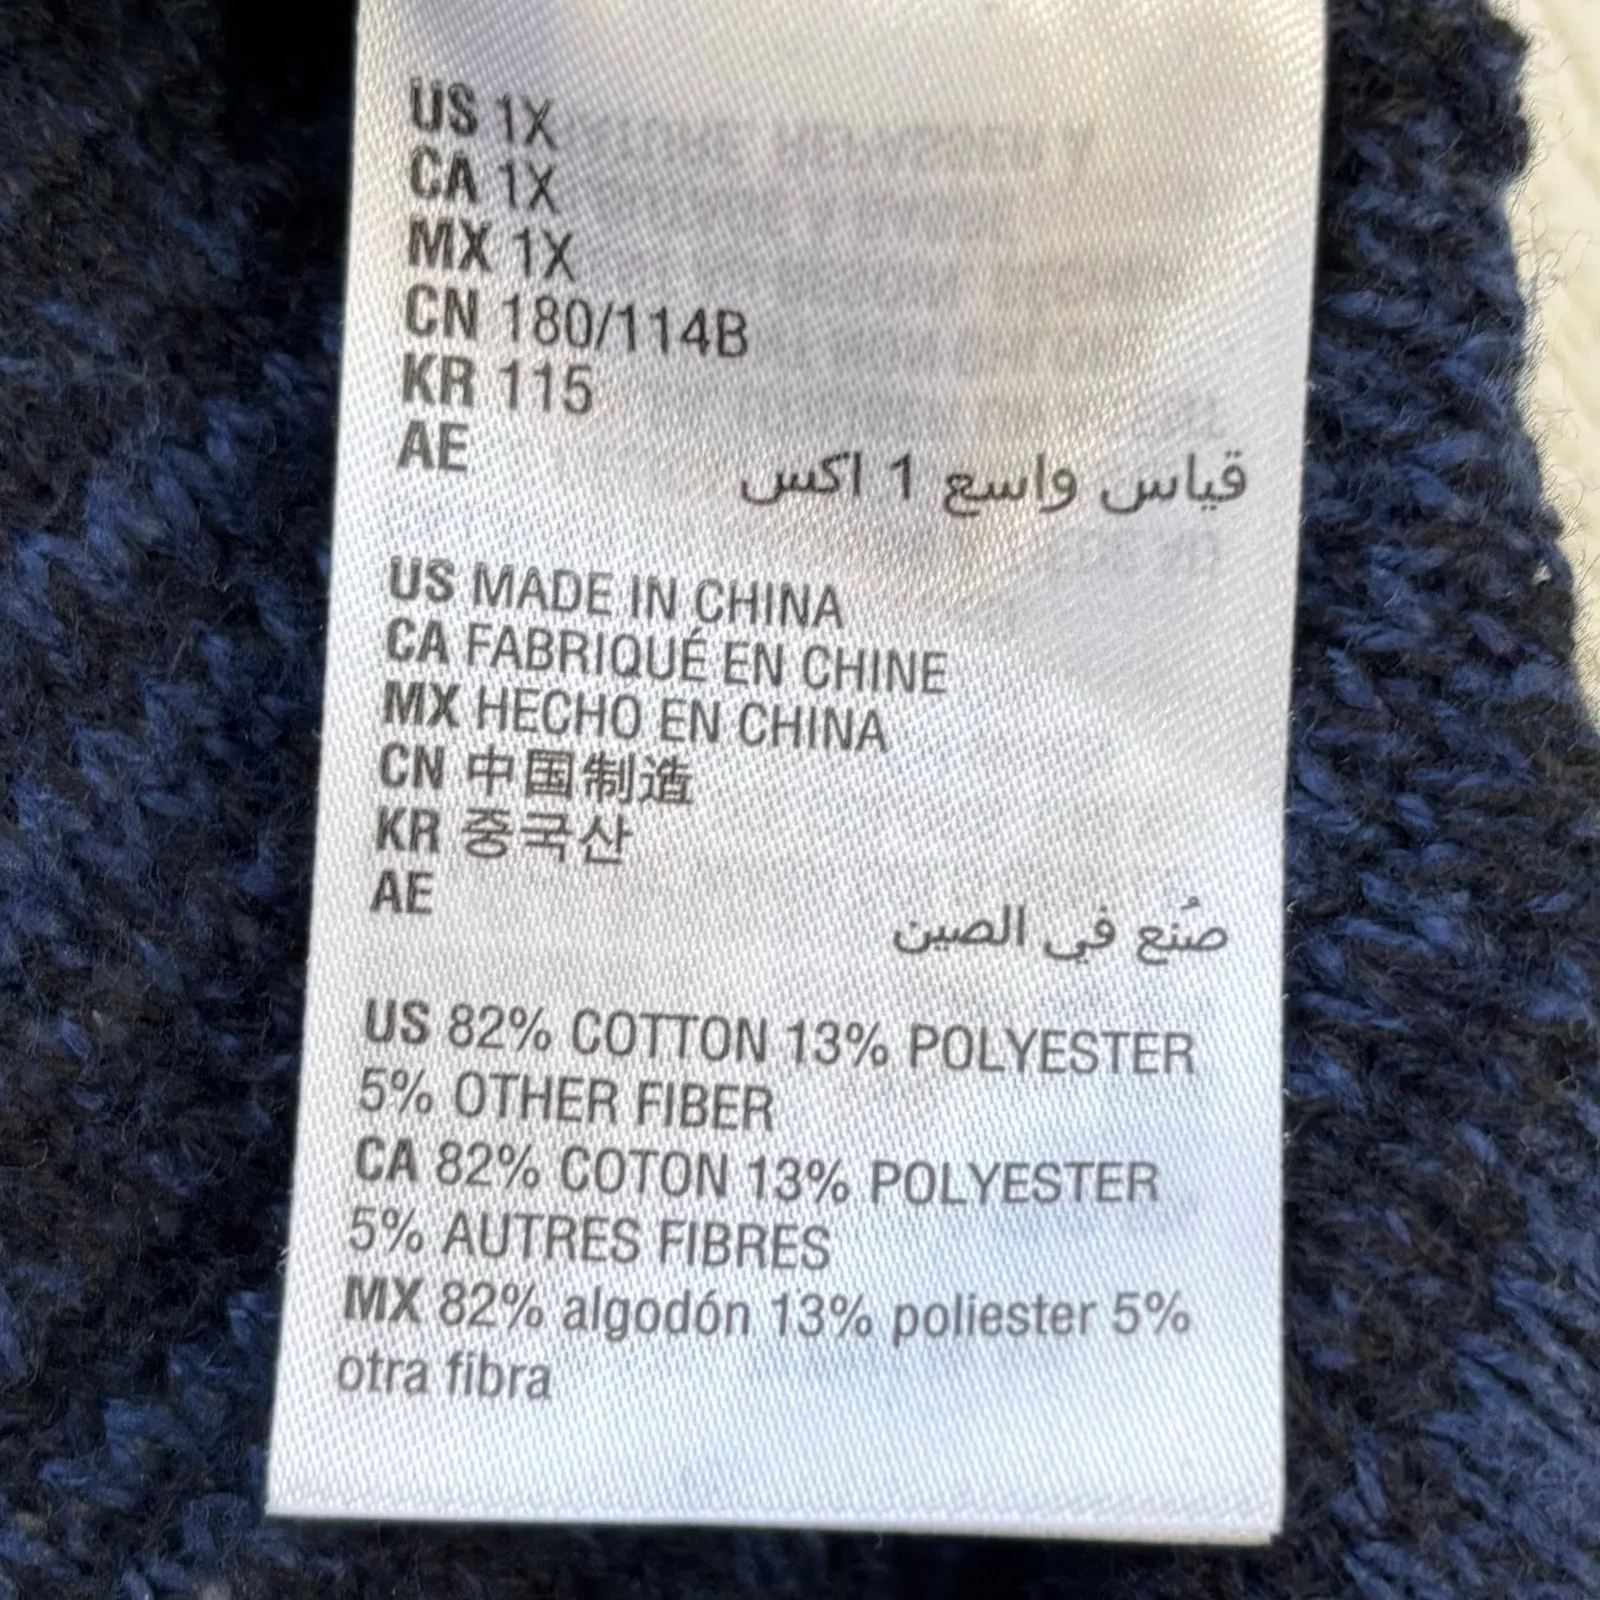 US 1X
CA 1X
MX 1X
CN 180/114B
KR 115
AE
قياس واسع 1 اكس
US MADE IN CHINA
CA FABRIQUÉ EN CHINE
MX HECHO EN CHINA
CN 中国制造
KR 중국산
AE
صُنع في الصين
US 82% COTTON 13% POLYESTER
5% OTHER FIBER
CA 82% COTON 13% POLYESTER
5% AUTRES FIBRES
MX 82% algodón 13% poliester 5%
otra fibra